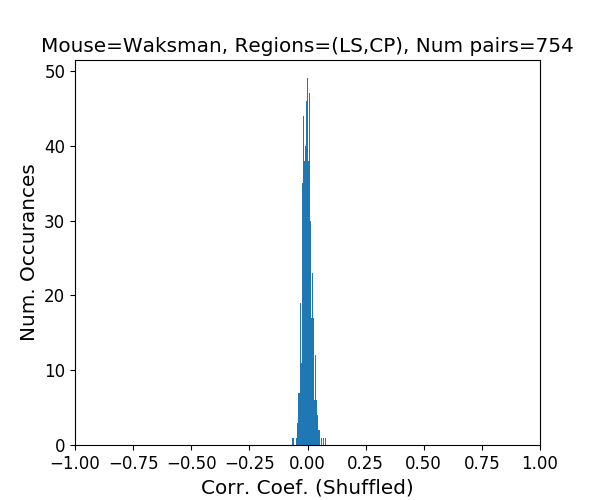 Mouse=Waksman, Regions=(LS,CP), Num pairs=754
50
40
30
20
10
0
Num. Occurances
−1.00 −0.75 −0.50 −0.25 0.00 0.25 0.50 0.75 1.00
Corr. Coef. (Shuffled)